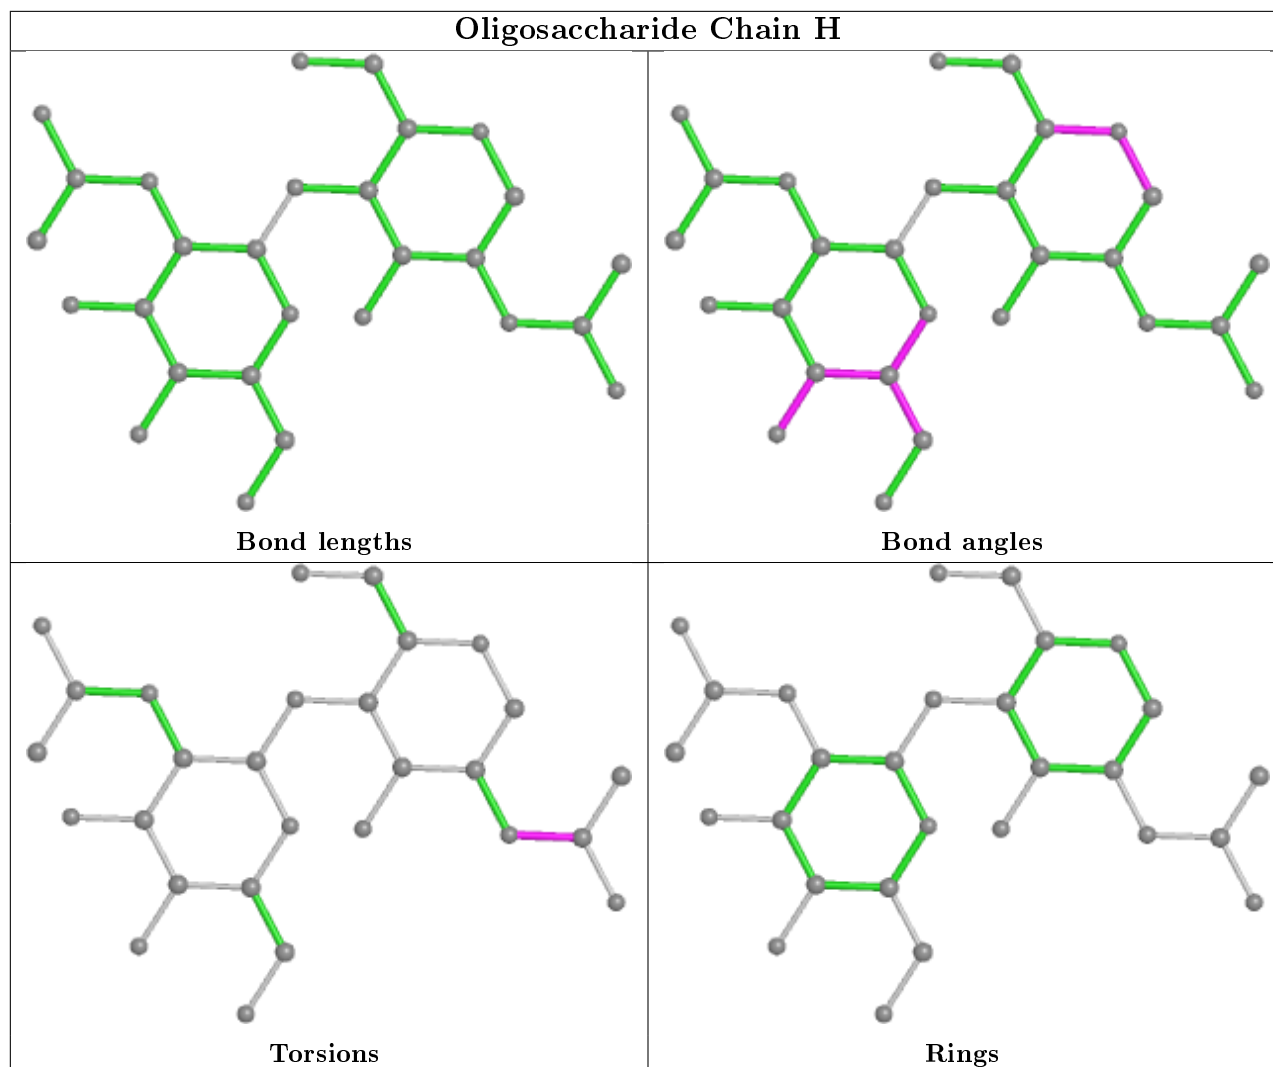 Oligosaccharide Chain H
Bond lengths
Bond angles
Torsions
Rings